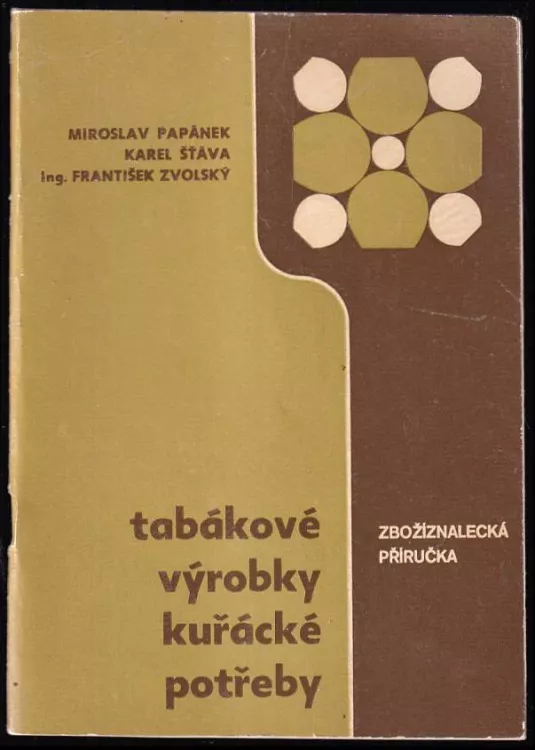 MIROSLAV PAPÁNEK
KAREL ŠŤÁVA
Ing. FRANTIŠEK ZVOLSKÝ
tabákové
výrobky
kuřácké
potřeby
ZBOŽÍZNALECKÁ
PŘÍRUČKA